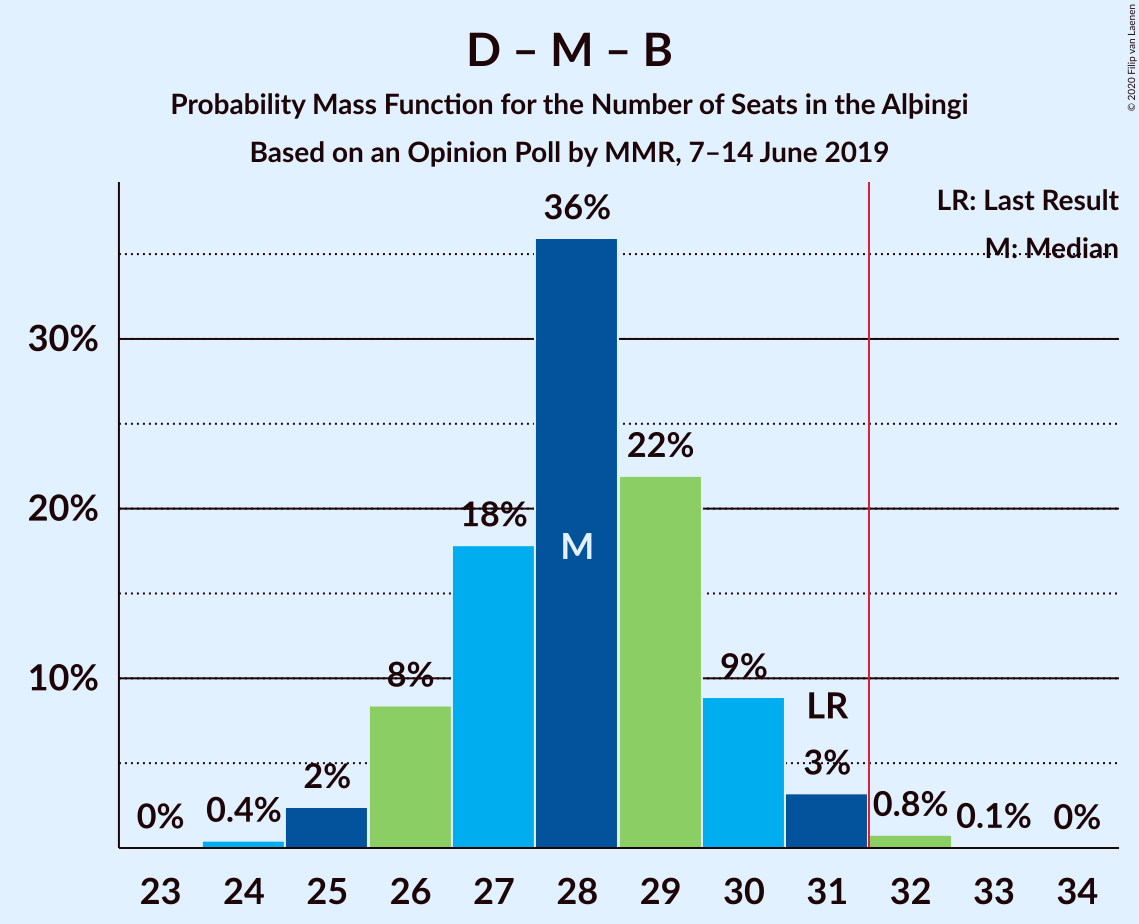 D – M – B
Probability Mass Function for the Number of Seats in the Alþingi
Based on an Opinion Poll by MMR, 7–14 June 2019
© 2020 Filip van Laenen
LR: Last Result
M: Median
36%
30%
22%
20%
18%
M
10%
8%
9%
LR
2%
3%
0%
0.4%
0.8%
0.1%
0%
23 24 25 26 27 28 29 30 31 32 33 34